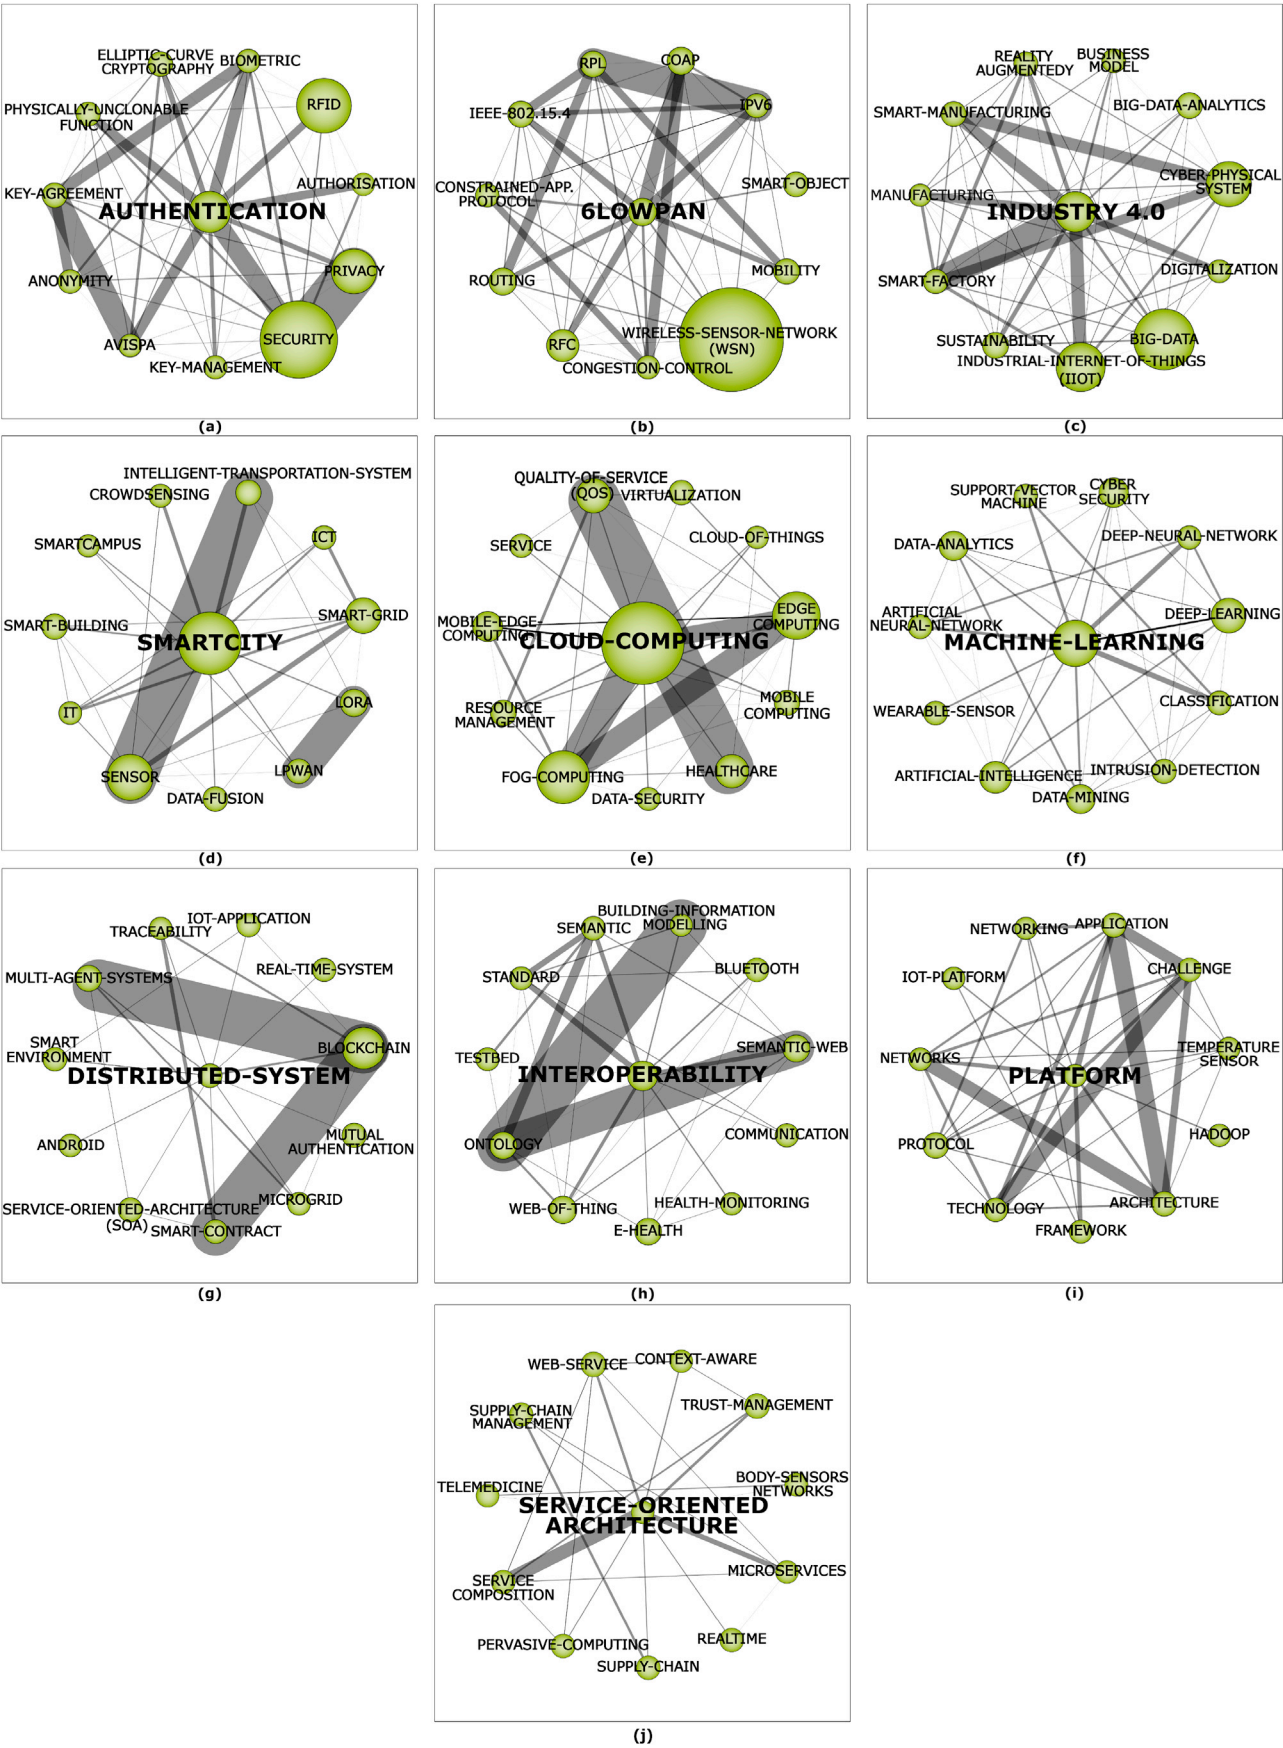 ELLIPTIC-CURVE
CRYPTOGRAPHY
BIOMETRIC
RFID
PHYSICALLY-UNCLONABLE
FUNCTION
AUTHORISATION
KEY-AGREEMENT
AUTHENTICATION
PRIVACY
ANONYMITY
SECURITY
AVISPA
KEY-MANAGEMENT
(a)
RPL
COAP
IPV6
IEEE-802.15.4
SMART-OBJECT
CONSTRAINED-APP.
PROTOCOL
6LOWPAN
MOBILITY
ROUTING
WIRELESS-SENSOR-NETWORK
(WSN)
RFC
CONGESTION-CONTROL
(b)
REALITY
AUGMENTEDY
BUSINESS
MODEL
BIG-DATA-ANALYTICS
SMART-MANUFACTURING
CYBER-PHYSICAL
SYSTEM
MANUFACTURING
INDUSTRY 4.0
DIGITALIZATION
SMART-FACTORY
SUSTAINABILITY
BIG-DATA
INDUSTRIAL-INTERNET-OF-THINGS
(IIOT)
(c)
INTELLIGENT-TRANSPORTATION-SYSTEM
CROWDSENSING
ICT
SMARTCAMPUS
SMART-GRID
SMART-BUILDING
SMARTCITY
LORA
IT
LPWAN
SENSOR
DATA-FUSION
(d)
QUALITY-OF-SERVICE
(QOS)
VIRTUALIZATION
CLOUD-OF-THINGS
SERVICE
EDGE
COMPUTING
MOBILE-EDGE-
COMPUTING
CLOUD-COMPUTING
MOBILE
COMPUTING
RESOURCE
MANAGEMENT
HEALTHCARE
FOG-COMPUTING
DATA-SECURITY
(e)
SUPPORT-VECTOR
MACHINE
CYBER
SECURITY
DEEP-NEURAL-NETWORK
DATA-ANALYTICS
DEEP-LEARNING
ARTIFICIAL
NEURAL-NETWORK
MACHINE-LEARNING
CLASSIFICATION
WEARABLE-SENSOR
INTRUSION-DETECTION
ARTIFICIAL-INTELLIGENCE
DATA-MINING
(f)
IOT-APPLICATION
TRACEABILITY
REAL-TIME-SYSTEM
MULTI-AGENT-SYSTEMS
SMART
ENVIRONMENT
BLOCKCHAIN
DISTRIBUTED-SYSTEM
MUTUAL
AUTHENTICATION
ANDROID
MICROGRID
SERVICE-ORIENTED-ARCHITECTURE
(SOA)
SMART-CONTRACT
(g)
BUILDING-INFORMATION
MODELLING
SEMANTIC
BLUETOOTH
STANDARD
SEMANTIC-WEB
TESTBED
INTEROPERABILITY
COMMUNICATION
ONTOLOGY
HEALTH-MONITORING
WEB-OF-THING
E-HEALTH
(h)
APPLICATION
NETWORKING
CHALLENGE
IOT-PLATFORM
TEMPERATURE
SENSOR
NETWORKS
PLATFORM
HADOOP
PROTOCOL
ARCHITECTURE
TECHNOLOGY
FRAMEWORK
(i)
WEB-SERVICE
CONTEXT-AWARE
TRUST-MANAGEMENT
SUPPLY-CHAIN
MANAGEMENT
BODY-SENSORS
NETWORKS
TELEMEDICINE
SERVICE-ORIENTED
ARCHITECTURE
MICROSERVICES
SERVICE
COMPOSITION
REALTIME
PERVASIVE-COMPUTING
SUPPLY-CHAIN
(j)